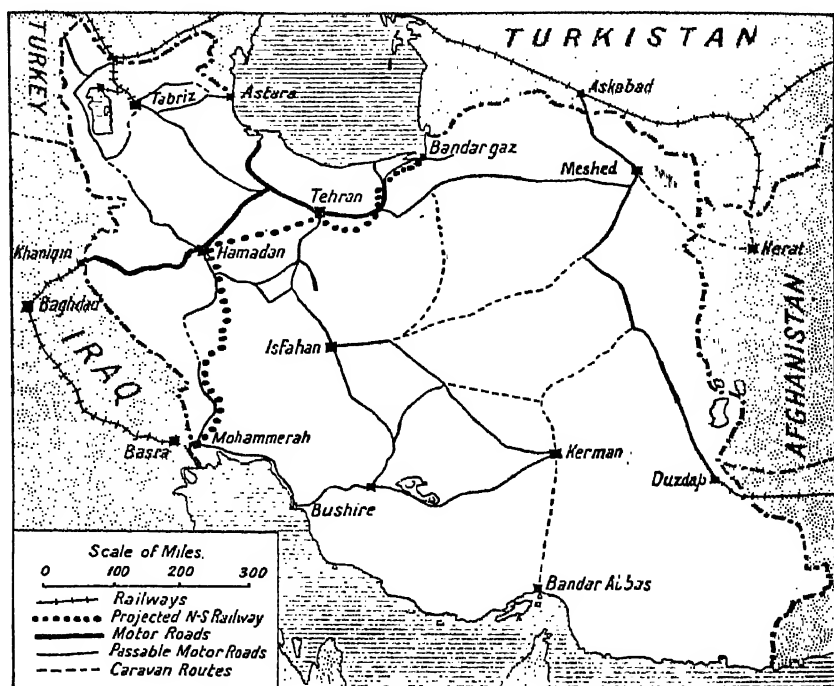 TURKISTAN
TURKEY
Tabriz
Astara
Askabad
Bandar gaz
Meshed
Tehran
Khaniqin
Hamadan
Herat
Baghdad
IRAQ
AFGHANISTAN
Isfahan
Basra
Mohammerah
Kerman
Duzdap
Bushire
Bandar Abbas
Scale of Miles.
0 100 200 300
Railways
Projected N-S Railway
Motor Roads
Passable Motor Roads
Caravan Routes